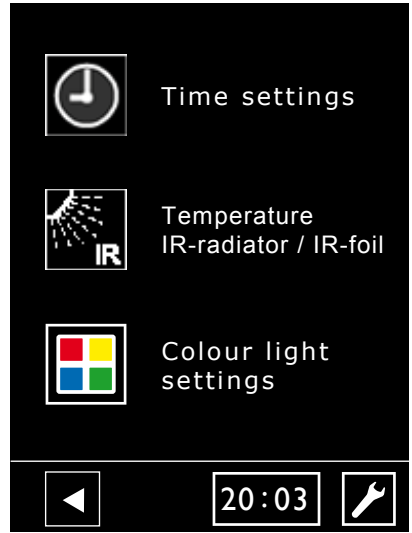 Time settings
IR
Temperature
IR-radiator / IR-foil
Colour light
settings
20:03